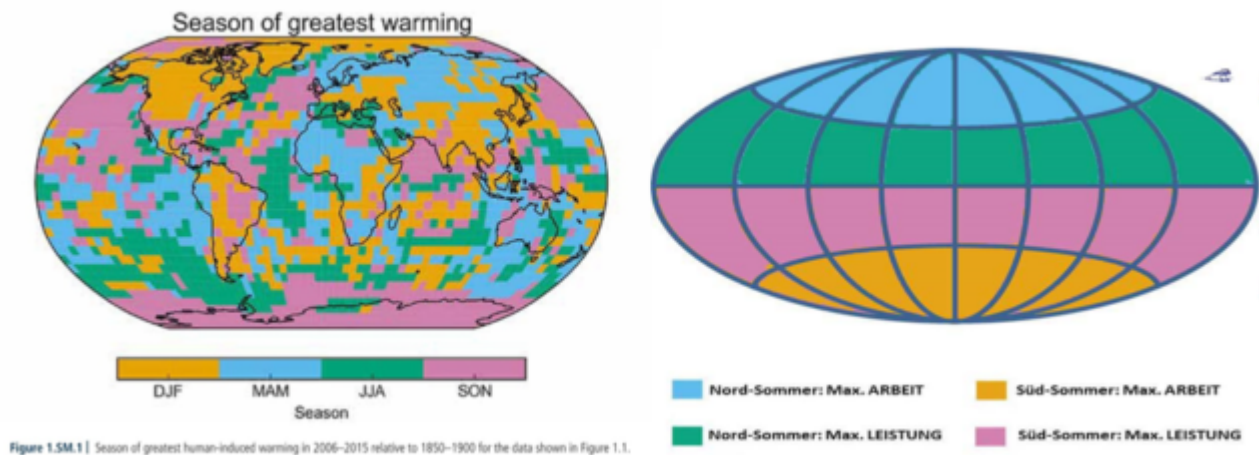 Season of greatest warming
DJF MAM JJA SON
Season
Figure 1.SM.1 | Season of greatest human-induced warming in 2006–2015 relative to 1850–1900 for the data shown in Figure 1.1.
Nord-Sommer: Max. ARBEIT
Süd-Sommer: Max. ARBEIT
Nord-Sommer: Max. LEISTUNG
Süd-Sommer: Max. LEISTUNG